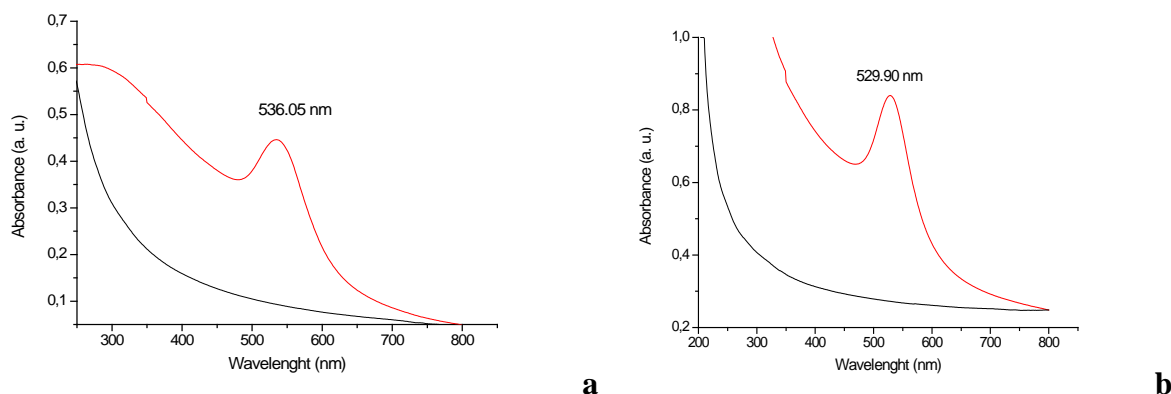 0,7
0,6
0,5
0,4
0,3
0,2
0,1
Absorbance (a. u.)
536.05 nm
300 400 500 600 700 800
Wavelenght (nm)
a
1,0
0,8
0,6
0,4
0,2
Absorbance (a. u.)
529.90 nm
200 300 400 500 600 700 800
Wavelenght (nm)
b